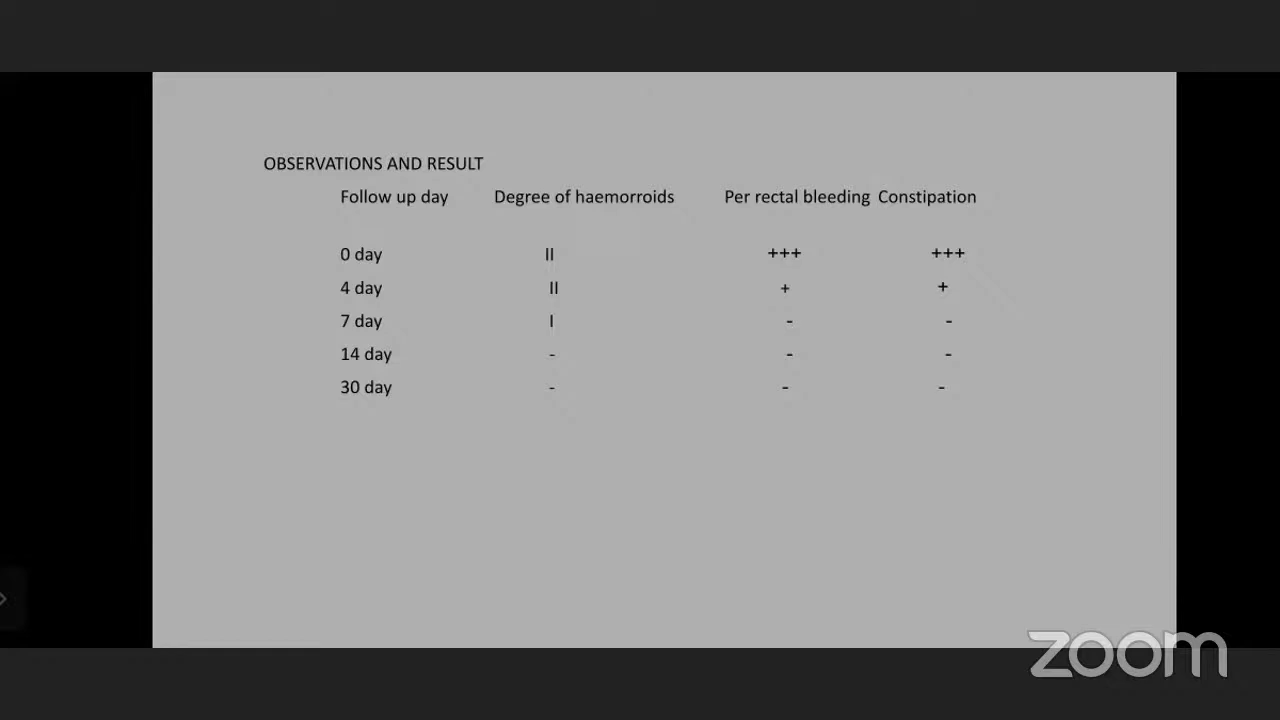 OBSERVATIONS AND RESULT
Follow up day Degree of haemorroids Per rectal bleeding Constipation
0 day II +++ +++
4 day II + +
7 day I - -
14 day - - -
30 day - - -
zoom